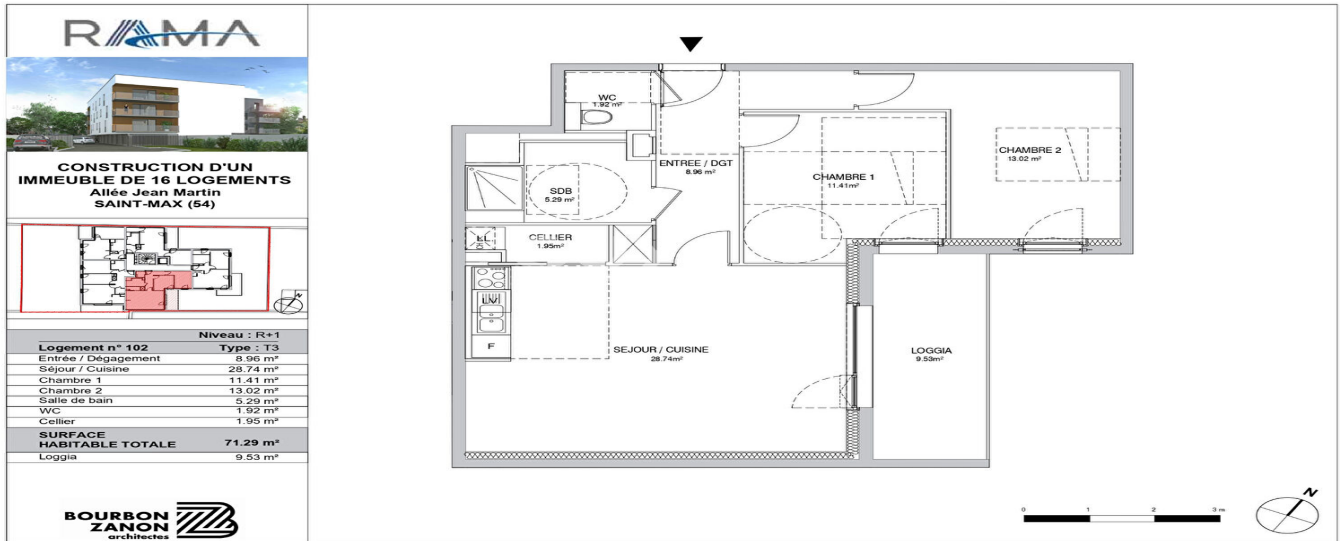 RAMA
CONSTRUCTION D'UN
IMMEUBLE DE 16 LOGEMENTS
Allée Jean Martin
SAINT-MAX (54)
N
Niveau : R+1
Logement n° 102 Type : T3
Entrée / Dégagement 8.96 m²
Séjour / Cuisine 28.74 m²
Chambre 1 11.41 m²
Chambre 2 13.02 m²
Salle de bain 5.29 m²
WC 1.92 m²
Cellier 1.95 m²
SURFACE
HABITABLE TOTALE 71.29 m²
Loggia 9.53 m²
BOURBON
ZANON
architectes
WC
1.92 m²
ENTREE / DGT
8.96 m²
CHAMBRE 1
11.41m²
CHAMBRE 2
13.02 m²
SDB
5.29 m²
CELLIER
1.95m²
LL
LV
F
SEJOUR / CUISINE
28.74m²
LOGGIA
9.53m²
0 1 2 3 m
N